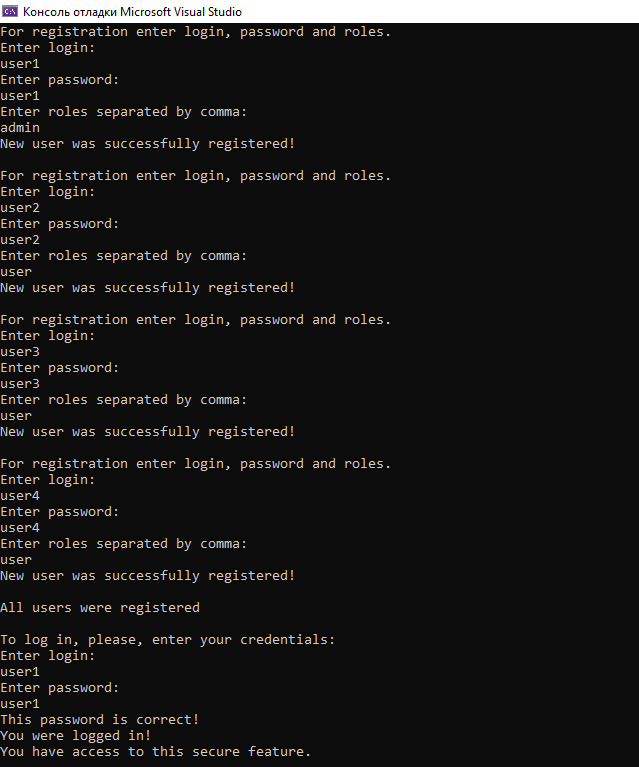 Консоль отладки Microsoft Visual Studio
For registration enter login, password and roles.
Enter login:
user1
Enter password:
user1
Enter roles separated by comma:
admin
New user was successfully registered!
For registration enter login, password and roles.
Enter login:
user2
Enter password:
user2
Enter roles separated by comma:
user
New user was successfully registered!
For registration enter login, password and roles.
Enter login:
user3
Enter password:
user3
Enter roles separated by comma:
user
New user was successfully registered!
For registration enter login, password and roles.
Enter login:
user4
Enter password:
user4
Enter roles separated by comma:
user
New user was successfully registered!
All users were registered
To log in, please, enter your credentials:
Enter login:
user1
Enter password:
user1
This password is correct!
You were logged in!
You have access to this secure feature.